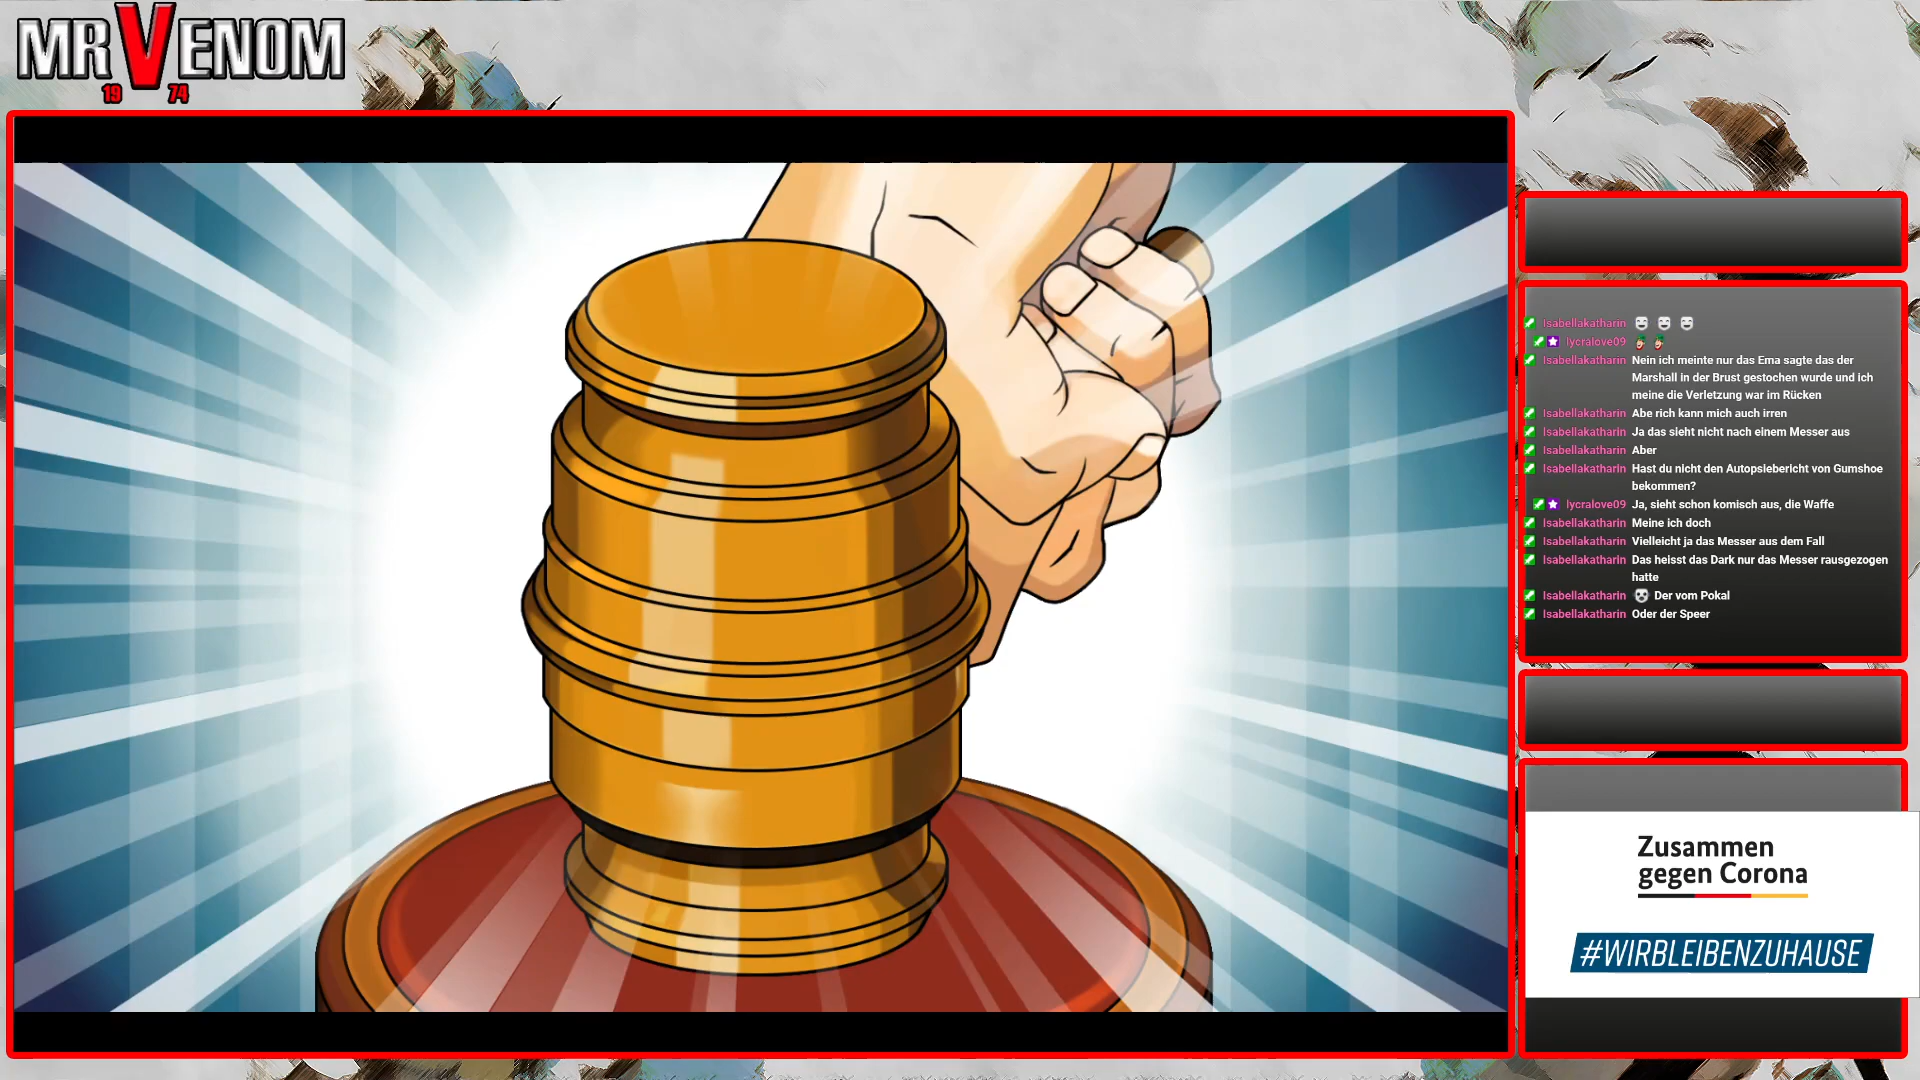 MRVENOM
19 74
Isabellakatharin
lycralove09
Isabellakatharin Nein ich meinte nur das Ema sagte das der
Marshall in der Brust gestochen wurde und ich
meine die Verletzung war im Rücken
Isabellakatharin Abe rich kann mich auch irren
Isabellakatharin Ja das sieht nicht nach einem Messer aus
Isabellakatharin Aber
Isabellakatharin Hast du nicht den Autopsiebericht von Gumshoe
bekommen?
lycralove09 Ja, sieht schon komisch aus, die Waffe
Isabellakatharin Meine ich doch
Isabellakatharin Vielleicht ja das Messer aus dem Fall
Isabellakatharin Das heisst das Dark nur das Messer rausgezogen
hatte
Isabellakatharin Der vom Pokal
Isabellakatharin Oder der Speer
Zusammen
gegen Corona
#WIRBLEIBENZUHAUSE